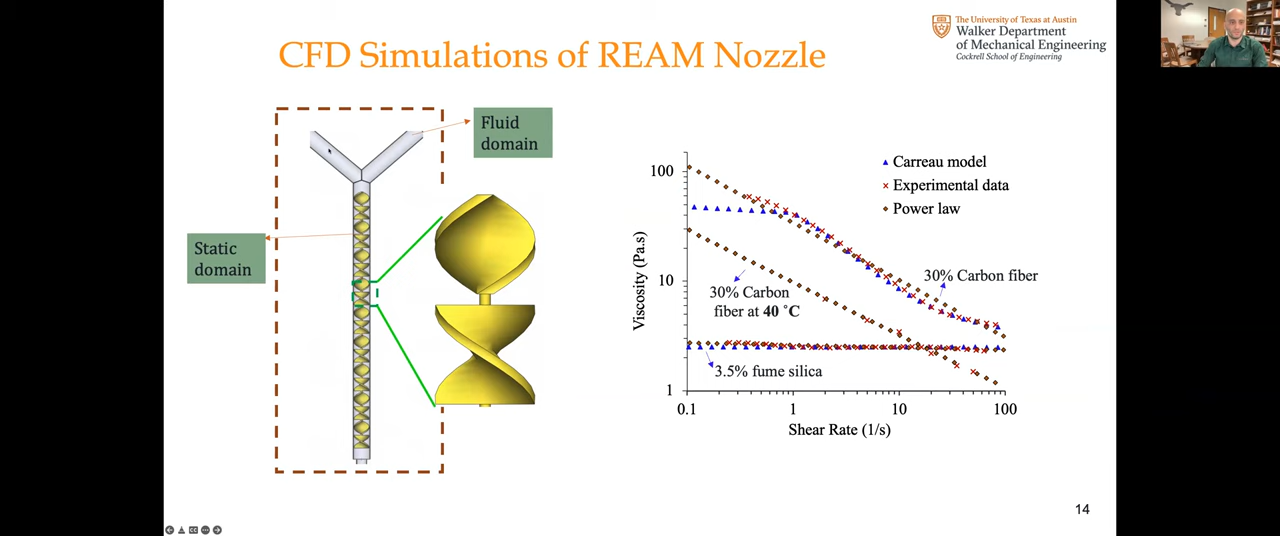 The University of Texas at Austin
Walker Department
of Mechanical Engineering
Cockrell School of Engineering
CFD Simulations of REAM Nozzle
Fluid
domain
Static
domain
Carreau model
Experimental data
Power law
100
10
1
Viscosity (Pa.s)
30% Carbon fiber
30% Carbon
fiber at 40 ˚C
3.5% fume silica
0.1
1
10
100
Shear Rate (1/s)
14